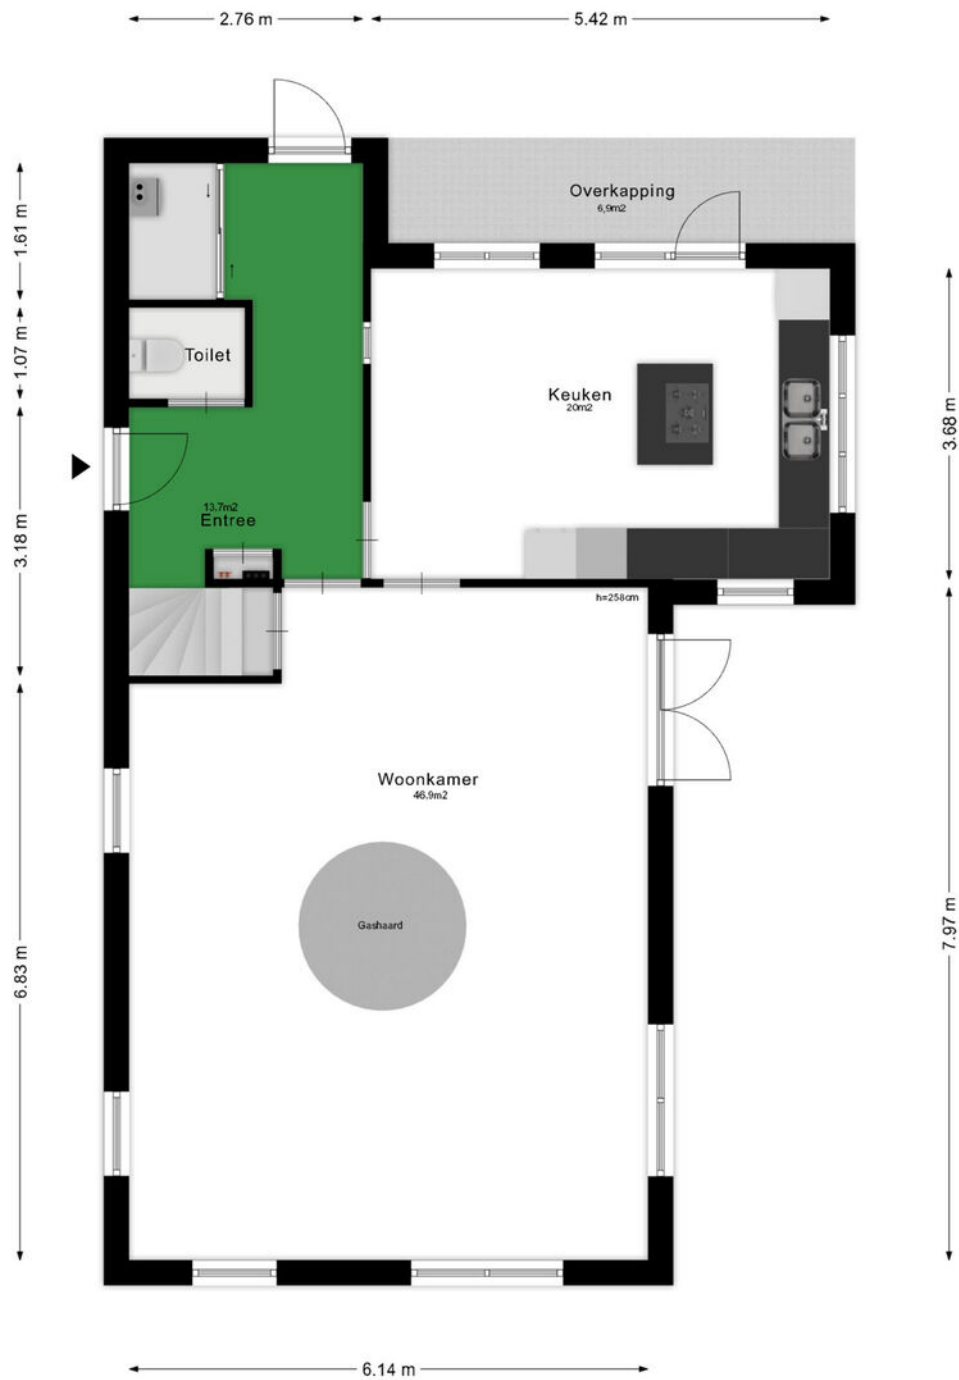 2.76 m
5.42 m
Overkapping
6,9m2
1.61 m
1.07 m
Toilet
Keuken
20m2
3.68 m
13.7m2
Entree
3.18 m
h=258cm
Woonkamer
46.9m2
Gashaard
7.97 m
6.83 m
6.14 m